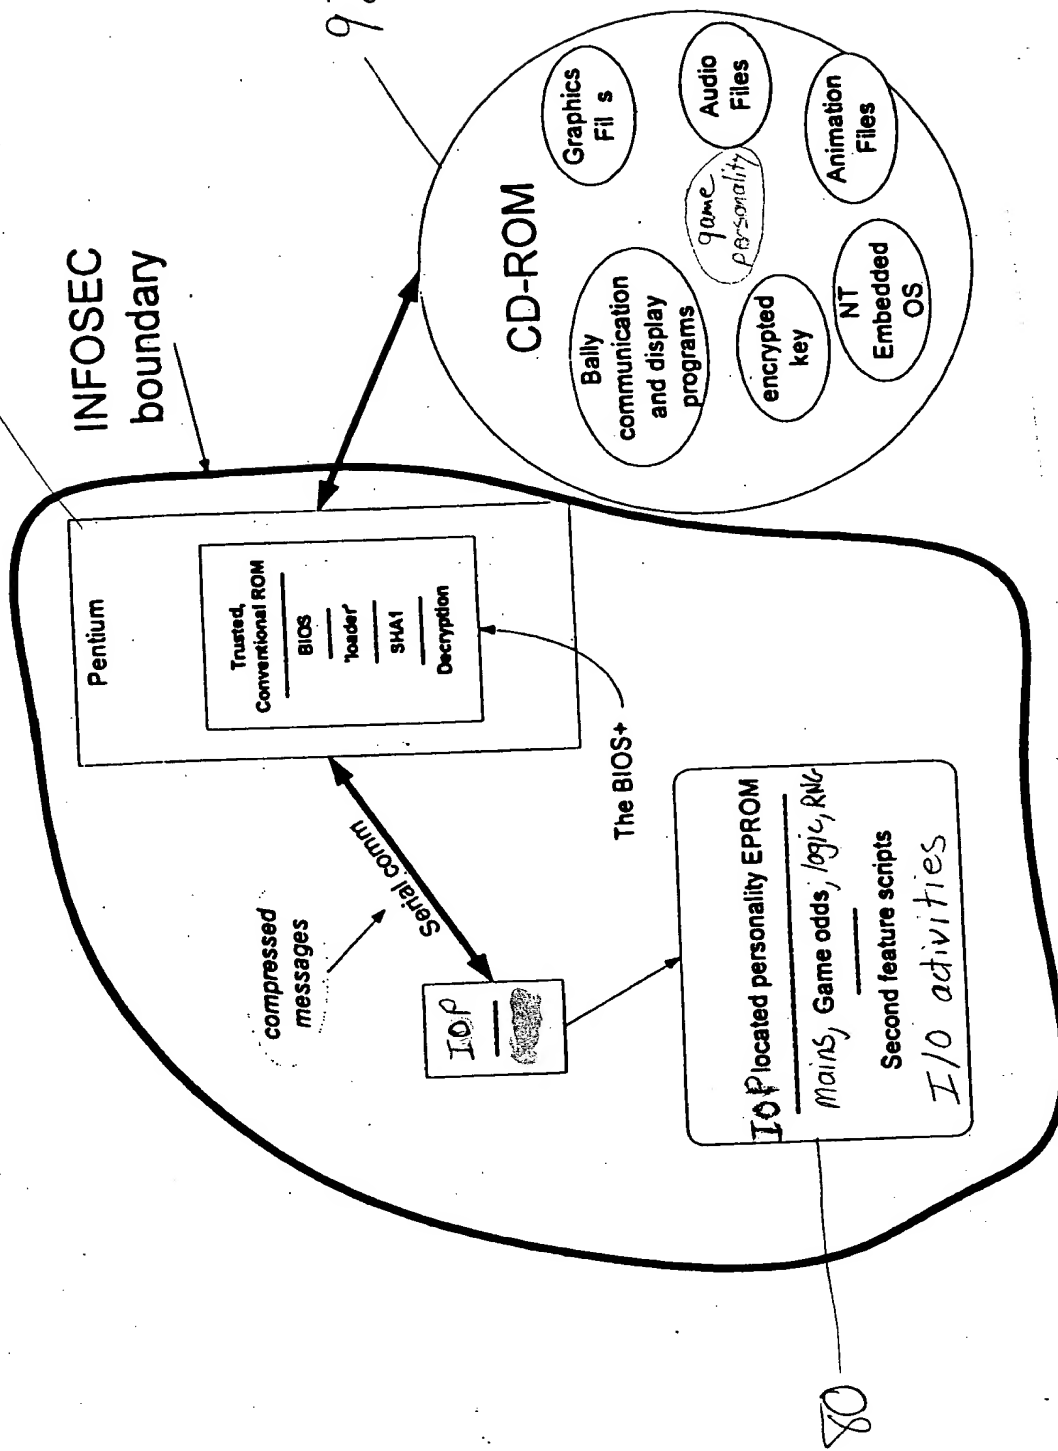 INFOSEC
boundary
Pentium
Trusted,
Conventional ROM
BIOS
'loader'
SHA1
Decryption
The BIOS+
compressed
messages
Serial comm
IOP
IOP located personality EPROM
mains, Game odds, logic, RNG
Second feature scripts
I/O activities
80
CD-ROM
Graphics
Fil s
Audio
Files
Animation
Files
game
personality
Bally
communication
and display
programs
encrypted
key
NT
Embedded
OS